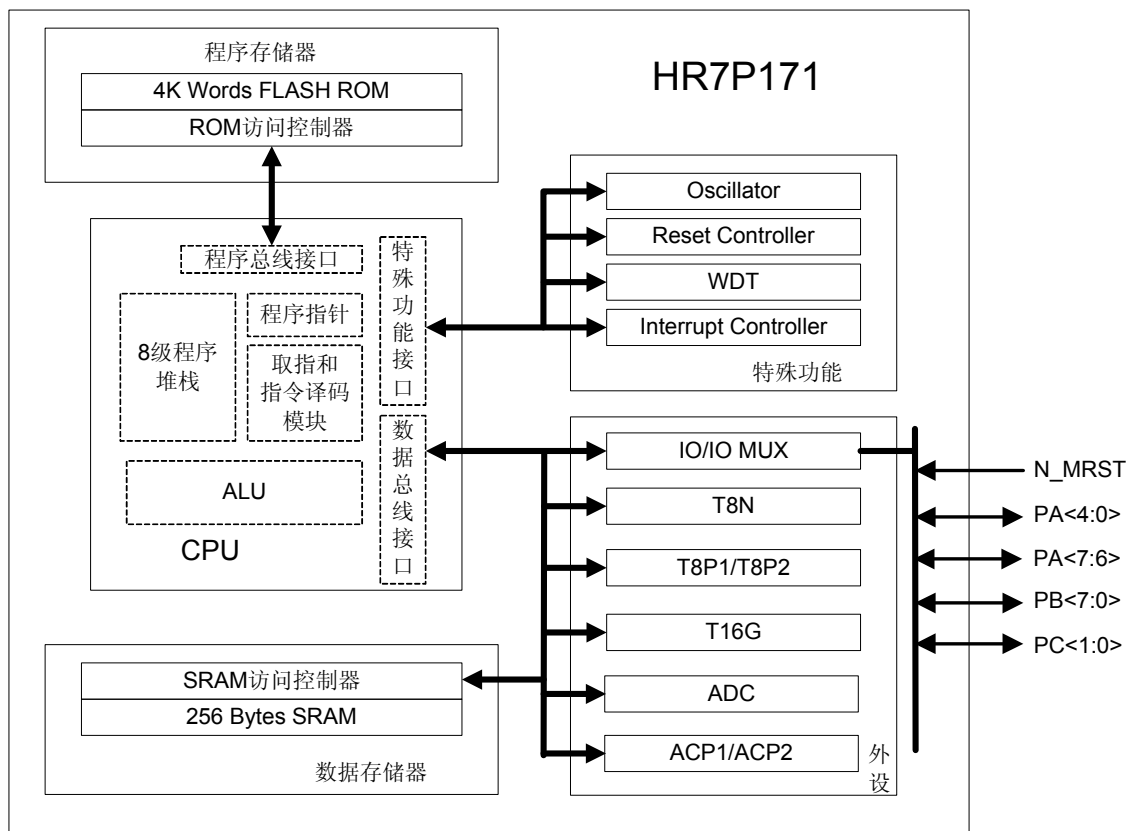 HR7P171
程序存储器
4K Words FLASH ROM
ROM访问控制器
程序总线接口
特殊功能接口
8级程序
堆栈
程序指针
取指和
指令译码
模块
数据总线接口
ALU
CPU
Oscillator
Reset Controller
WDT
Interrupt Controller
特殊功能
IO/IO MUX
T8N
T8P1/T8P2
T16G
ADC
ACP1/ACP2
外设
N_MRST
PA<4:0>
PA<7:6>
PB<7:0>
PC<1:0>
SRAM访问控制器
256 Bytes SRAM
数据存储器